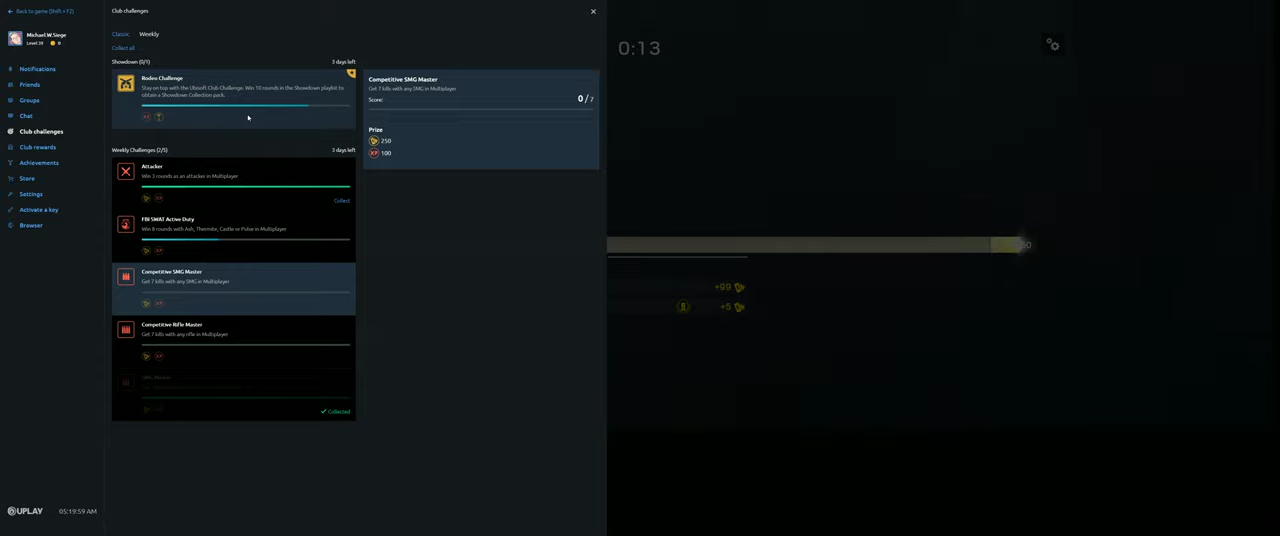 Back to game (Shift + F2)
Michael.W.Siege
Level 39 0
Notifications
Friends
Groups
Chat
Club challenges
Club rewards
Achievements
Store
Settings
Activate a key
Browser
UPLAY 05:19:59 AM
Club challenges
Classic Weekly
Collect all
Showdown (0/1) 3 days left
Rodeo Challenge
Stay on top with the Ubisoft Club Challenge. Win 10 rounds in the Showdown playlist to
obtain a Showdown Collection pack.
XP
Weekly Challenges (2/5) 3 days left
Attacker
Win 3 rounds as an attacker in Multiplayer
XP
Collect
FBI SWAT Active Duty
Win 8 rounds with Ash, Thermite, Castle or Pulse in Multiplayer
XP
Competitive SMG Master
Get 7 kills with any SMG in Multiplayer
XP
Competitive Rifle Master
Get 7 kills with any rifle in Multiplayer
XP
Collected
Competitive SMG Master
Get 7 kills with any SMG in Multiplayer
Score: 0 / 7
Prize
250
XP 100
0:13
+99
+5